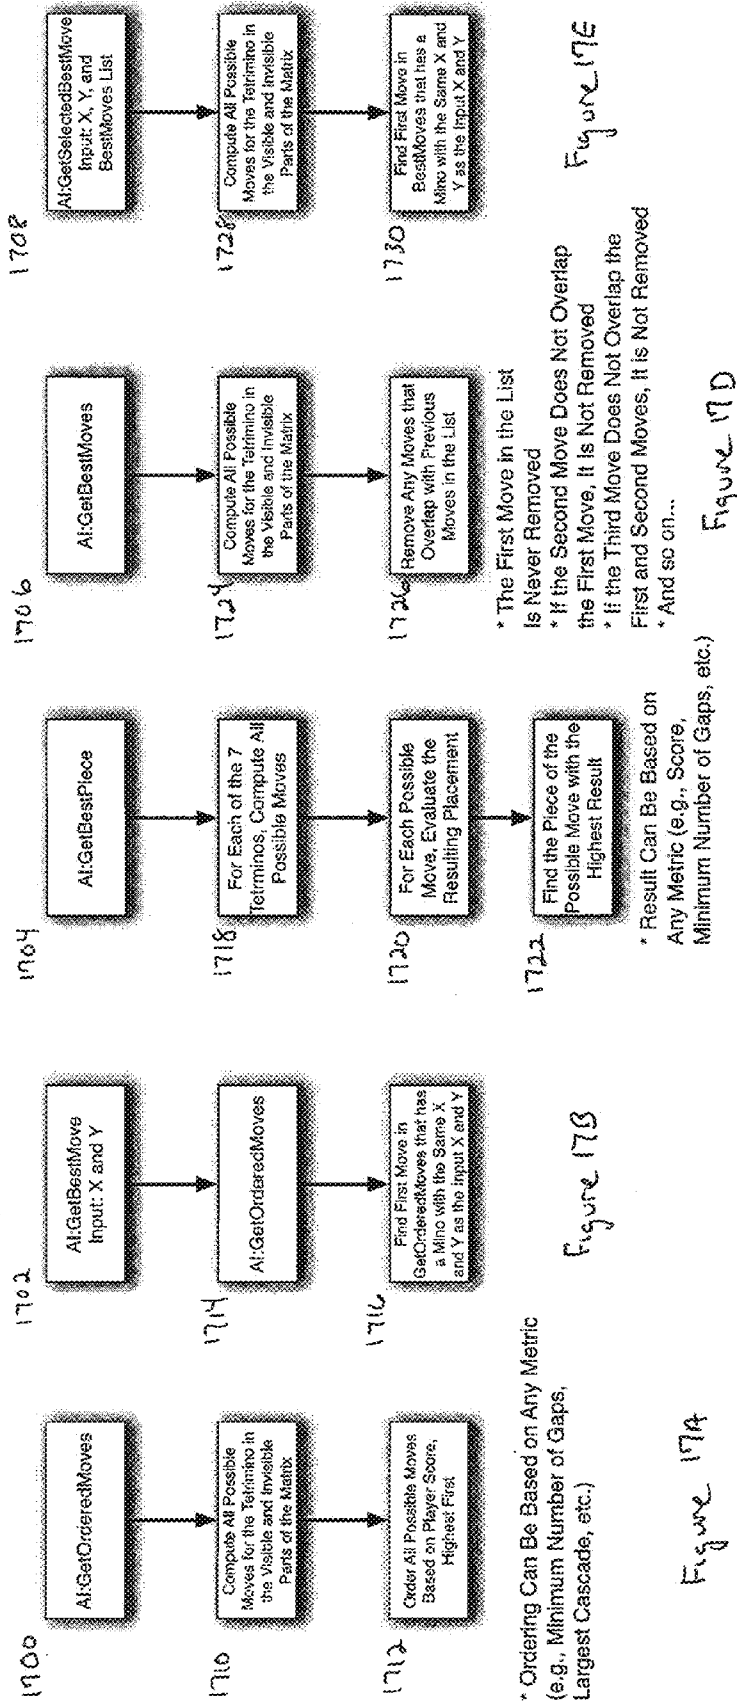 1700
AI:GetOrderedMoves
1710
Compute All Possible
Moves for the Tetrimino in
the Visible and Invisible
Parts of the Matrix
1712
Order All Possible Moves
Based on Player Score,
Highest First
* Ordering Can Be Based on Any Metric
(e.g., Minimum Number of Gaps,
Largest Cascade, etc.)
Figure 17A
1702
AI:GetBestMove
Input: X and Y
1714
AI:GetOrderedMoves
1716
Find First Move in
GetOrderedMoves that has
a Mino with the Same X
and Y as the Input X and Y
Figure 17B
1704
AI:GetBestPiece
1718
For Each of the 7
Tetrminos, Compute All
Possible Moves
1720
For Each Possible
Move, Evaluate the
Resulting Placement
1722
Find the Piece of the
Possible Move with the
Highest Result
* Result Can Be Based on
Any Metric (e.g., Score,
Minimum Number of Gaps, etc.)
1706
AI:GetBestMoves
1724
Compute All Possible
Moves for the Tetrimino in
the Visible and Invisible
Parts of the Matrix
1726
Remove Any Moves that
Overlap with Previous
Moves in the List
* The First Move in the List
Is Never Removed
* If the Second Move Does Not Overlap
the First Move, It Is Not Removed
* If the Third Move Does Not Overlap the
First and Second Moves, It Is Not Removed
* And so on...
Figure 17D
1708
AI:GetSelectedBestMove
Input: X, Y, and
BestMoves List
1728
Compute All Possible
Moves for the Tetrimino in
the Visible and Invisible
Parts of the Matrix
1730
Find First Move in
BestMoves that has a
Mino with the Same X and
Y as the Input X and Y
Figure 17E